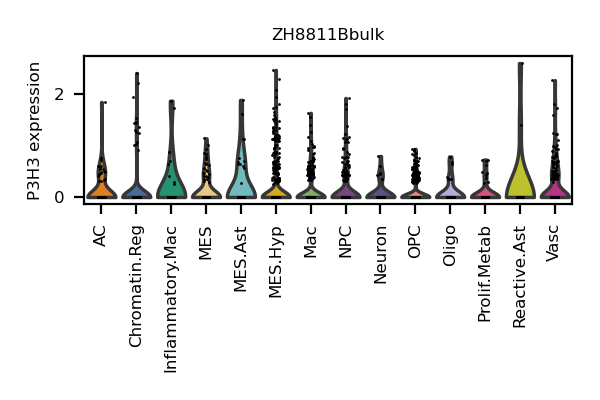 ZH8811Bbulk
P3H3 expression
2
0
AC
Chromatin.Reg
Inflammatory.Mac
MES
MES.Ast
MES.Hyp
Mac
NPC
Neuron
OPC
Oligo
Prolif.Metab
Reactive.Ast
Vasc